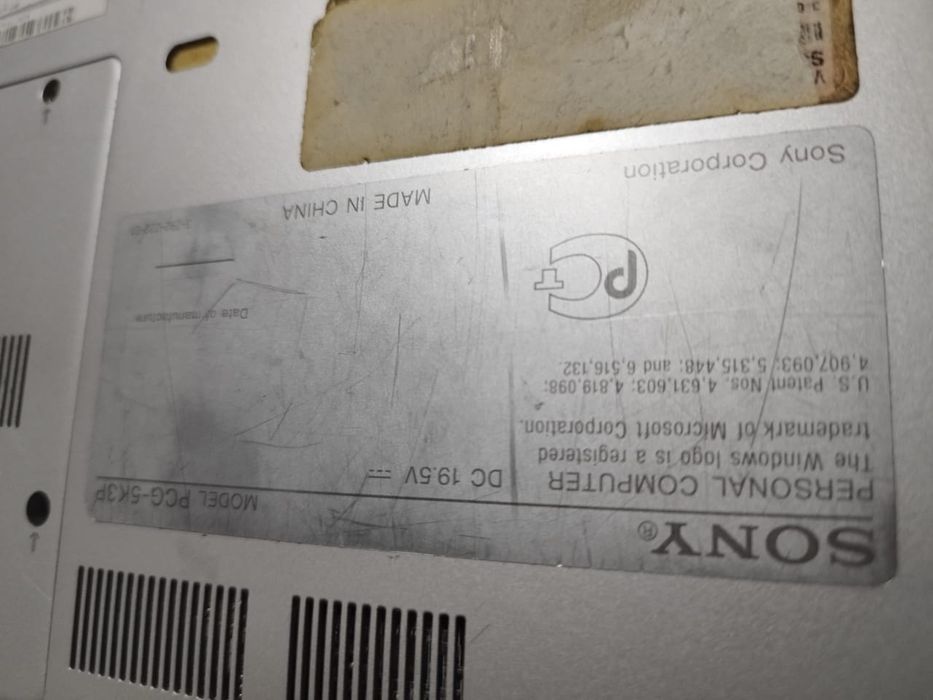 SONY®
PERSONAL COMPUTER
MODEL PCG-5K3P
DC 19.5V
The Windows logo is a registered
trademark of Microsoft Corporation.
U.S. Patent Nos. 4,631,603; 4,819,098;
4,907,093; 5,315,448; and 6,516,132.
PCT
Date of manufacture
Sony Corporation
MADE IN CHINA